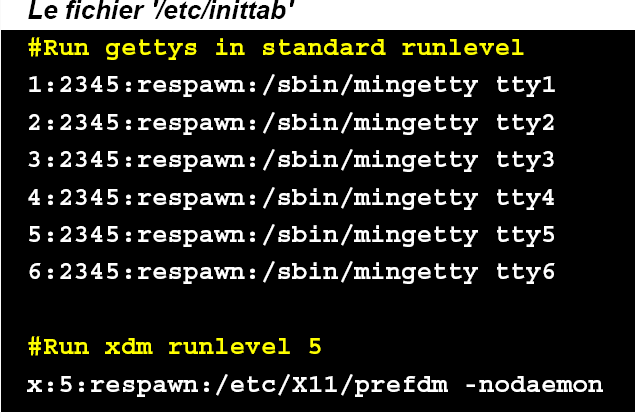 Le fichier '/etc/inittab'
#Run gettys in standard runlevel
1:2345:respawn:/sbin/mingetty tty1
2:2345:respawn:/sbin/mingetty tty2
3:2345:respawn:/sbin/mingetty tty3
4:2345:respawn:/sbin/mingetty tty4
5:2345:respawn:/sbin/mingetty tty5
6:2345:respawn:/sbin/mingetty tty6
#Run xdm runlevel 5
x:5:respawn:/etc/X11/prefdm -nodaemon